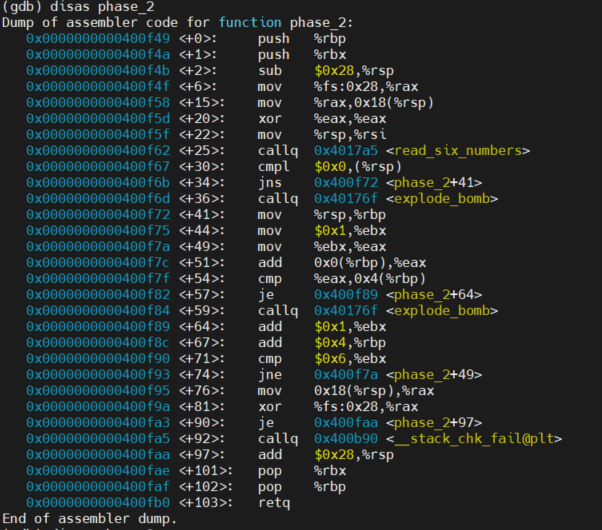 (gdb) disas phase_2
Dump of assembler code for function phase_2:
   0x0000000000400f49 <+0>:     push   %rbp
   0x0000000000400f4a <+1>:     push   %rbx
   0x0000000000400f4b <+2>:     sub    $0x28,%rsp
   0x0000000000400f4f <+6>:     mov    %fs:0x28,%rax
   0x0000000000400f58 <+15>:    mov    %rax,0x18(%rsp)
   0x0000000000400f5d <+20>:    xor    %eax,%eax
   0x0000000000400f5f <+22>:    mov    %rsp,%rsi
   0x0000000000400f62 <+25>:    callq  0x4017a5 <read_six_numbers>
   0x0000000000400f67 <+30>:    cmpl   $0x0,(%rsp)
   0x0000000000400f6b <+34>:    jns    0x400f72 <phase_2+41>
   0x0000000000400f6d <+36>:    callq  0x40176f <explode_bomb>
   0x0000000000400f72 <+41>:    mov    %rsp,%rbp
   0x0000000000400f75 <+44>:    mov    $0x1,%ebx
   0x0000000000400f7a <+49>:    mov    %ebx,%eax
   0x0000000000400f7c <+51>:    add    0x0(%rbp),%eax
   0x0000000000400f7f <+54>:    cmp    %eax,0x4(%rbp)
   0x0000000000400f82 <+57>:    je     0x400f89 <phase_2+64>
   0x0000000000400f84 <+59>:    callq  0x40176f <explode_bomb>
   0x0000000000400f89 <+64>:    add    $0x1,%ebx
   0x0000000000400f8c <+67>:    add    $0x4,%rbp
   0x0000000000400f90 <+71>:    cmp    $0x6,%ebx
   0x0000000000400f93 <+74>:    jne    0x400f7a <phase_2+49>
   0x0000000000400f95 <+76>:    mov    0x18(%rsp),%rax
   0x0000000000400f9a <+81>:    xor    %fs:0x28,%rax
   0x0000000000400fa3 <+90>:    je     0x400faa <phase_2+97>
   0x0000000000400fa5 <+92>:    callq  0x400b90 <__stack_chk_fail@plt>
   0x0000000000400faa <+97>:    add    $0x28,%rsp
   0x0000000000400fae <+101>:   pop    %rbx
   0x0000000000400faf <+102>:   pop    %rbp
   0x0000000000400fb0 <+103>:   retq
End of assembler dump.